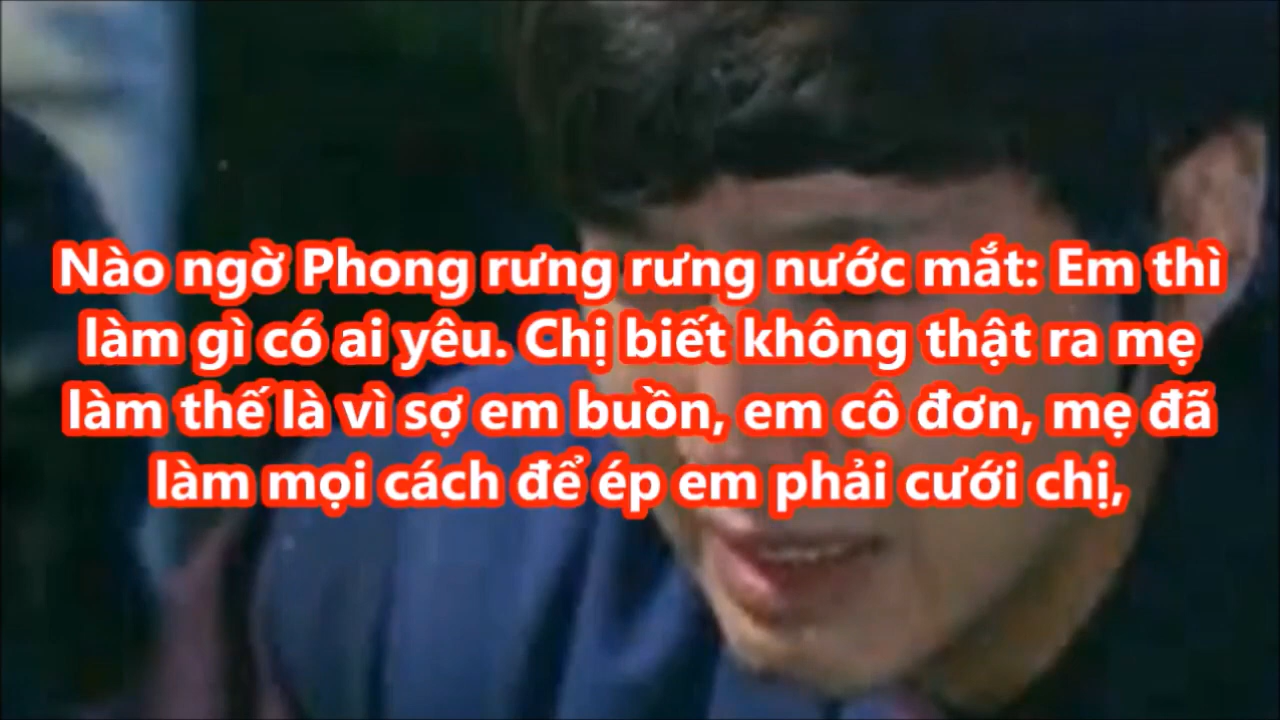 Nào ngờ Phong rưng rưng nước mắt: Em thì
làm gì có ai yêu. Chị biết không thật ra mẹ
làm thế là vì sợ em buồn, em cô đơn, mẹ đã
làm mọi cách để ép em phải cưới chị,